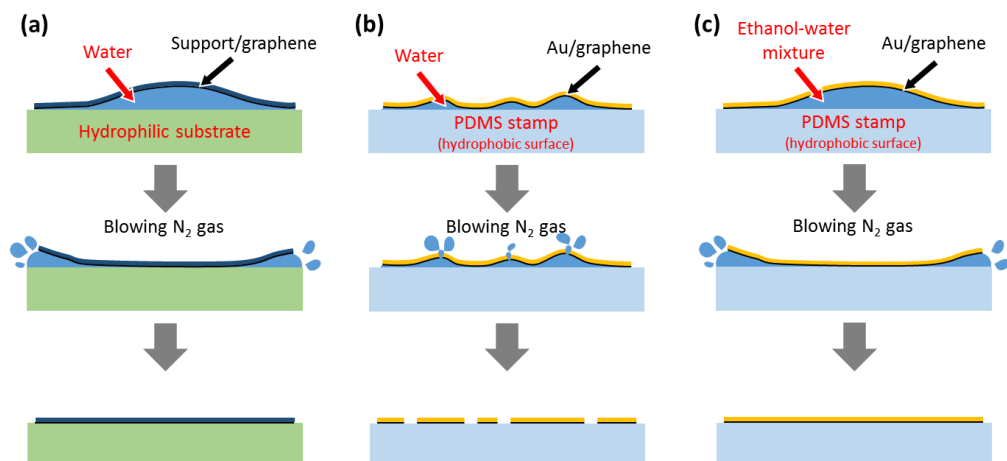 (a)
Support/graphene
Water
Hydrophilic substrate
Blowing N₂ gas
(b)
Au/graphene
Water
PDMS stamp
(hydrophobic surface)
Blowing N₂ gas
(c)
Ethanol-water
mixture
Au/graphene
PDMS stamp
(hydrophobic surface)
Blowing N₂ gas